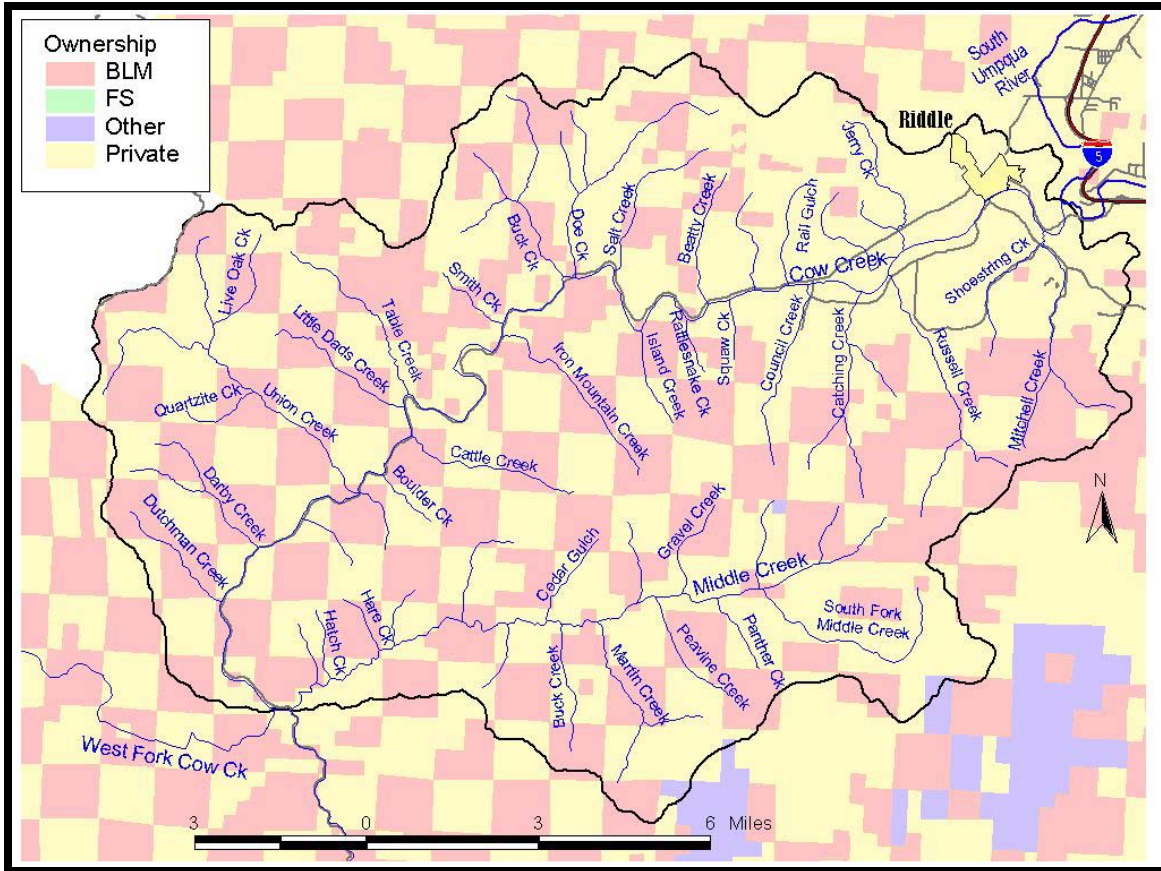 Ownership
BLM
FS
Other
Private
South
Umpqua
River
Riddle
5
Jerry Ck
Rail Gulch
Beatty Creek
Salt Creek
Doe Ck
Buck Ck
Smith Ck
Cow Creek
Shoestring Ck
Live Oak Ck
Table Creek
Little Dads Creek
Union Creek
Quartzite Ck
Iron Mountain Creek
Island Creek
Rattlesnake Ck
Squaw Ck
Council Creek
Catching Creek
Russell Creek
Mitchell Creek
Cattle Creek
Boulder Ck
Darby Creek
Dutchman Creek
N
Gravel Creek
Cedar Gulch
Middle Creek
South Fork
Middle Creek
Hare Ck
Hatch Ck
Panther Ck
Peavine Creek
Martin Creek
Buck Creek
West Fork Cow Ck
3 0 3 6 Miles